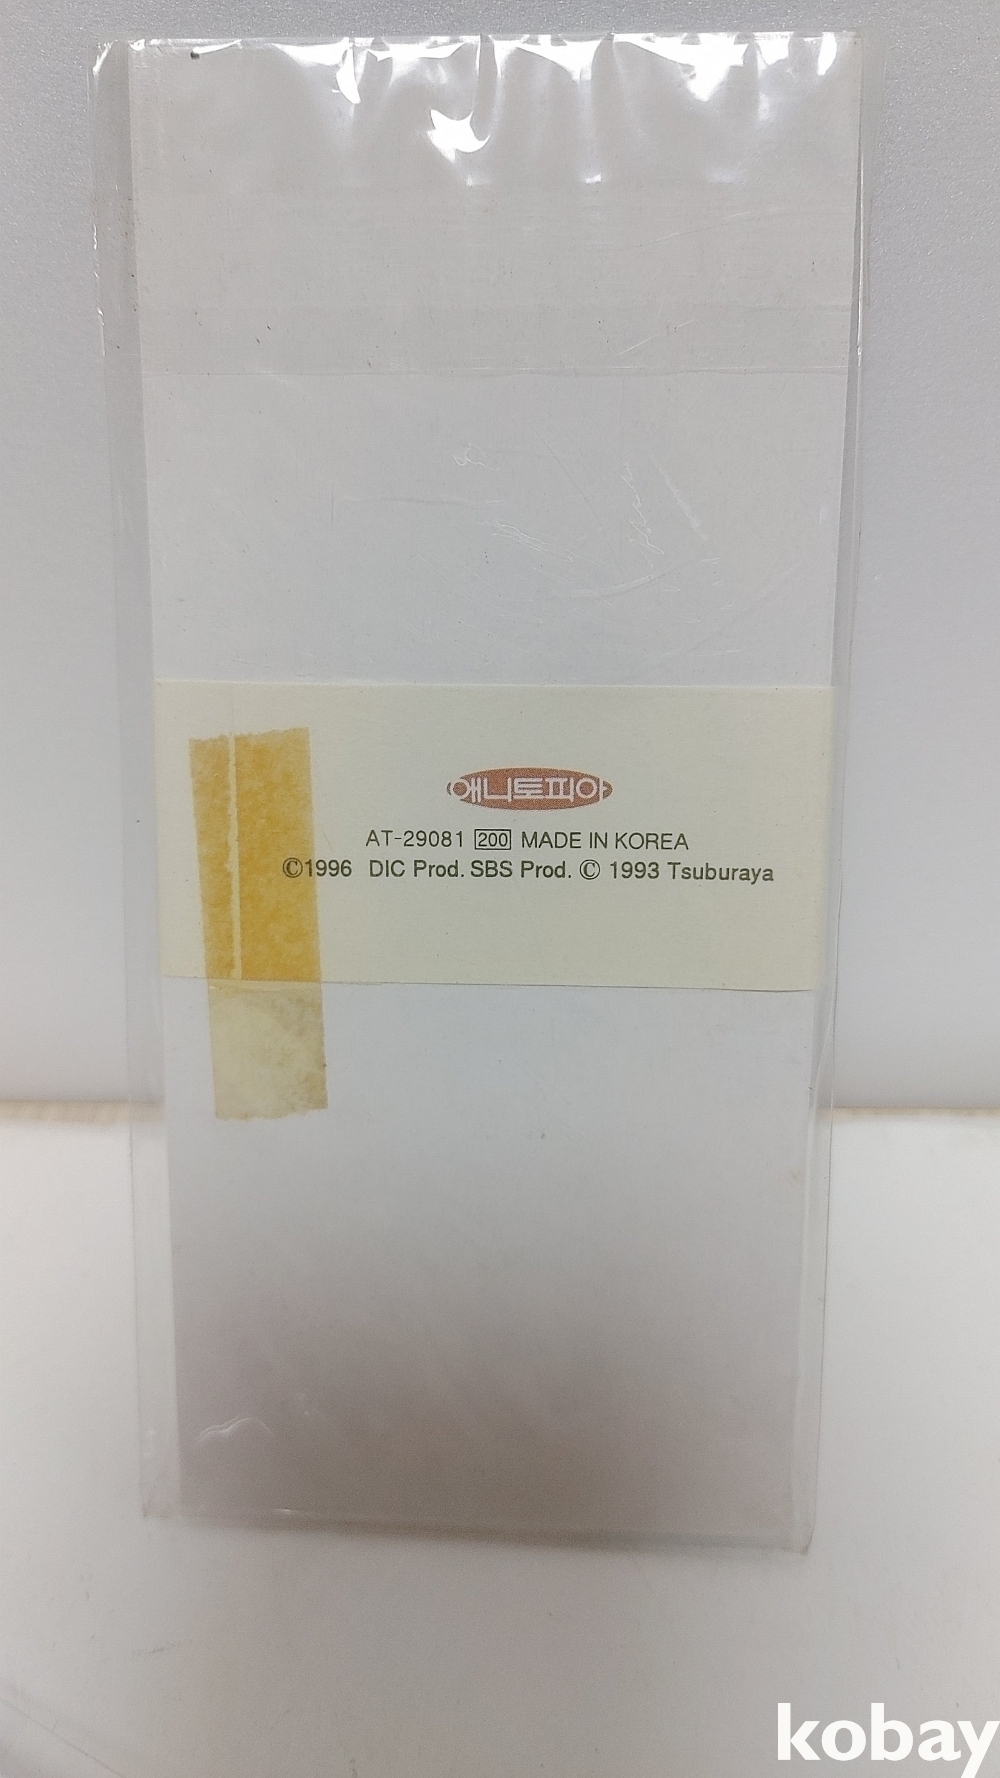 애니토피아
AT-29081 200 MADE IN KOREA
©1996 DIC Prod. SBS Prod. © 1993 Tsuburaya
kobay